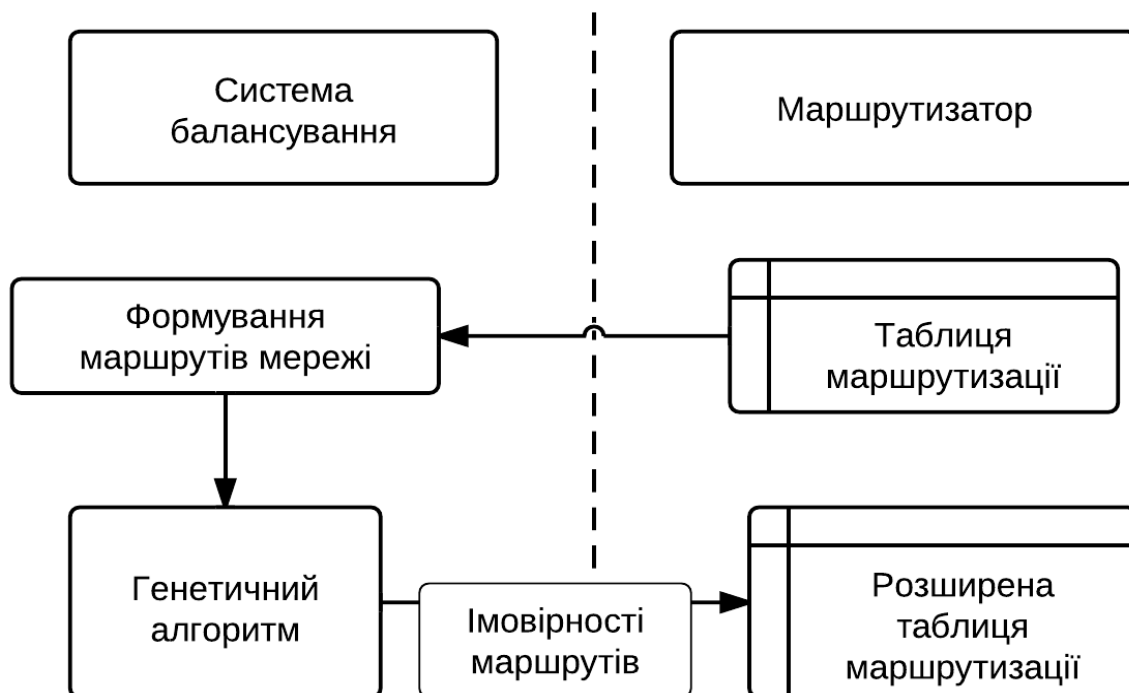 Система
балансування
Маршрутизатор
Формування
маршрутів мережі
Таблиця
маршрутизації
Генетичний
алгоритм
Імовірності
маршрутів
Розширена
таблиця
маршрутизації